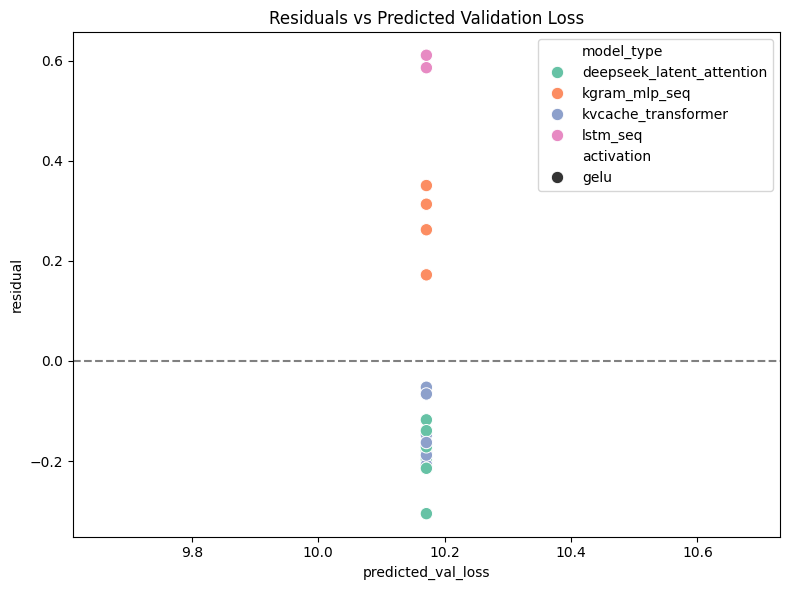 Residuals vs Predicted Validation Loss
model_type
deepseek_latent_attention
kgram_mlp_seq
kvcache_transformer
lstm_seq
activation
gelu
residual
0.6
0.4
0.2
0.0
−0.2
9.8
10.0
10.2
10.4
10.6
predicted_val_loss